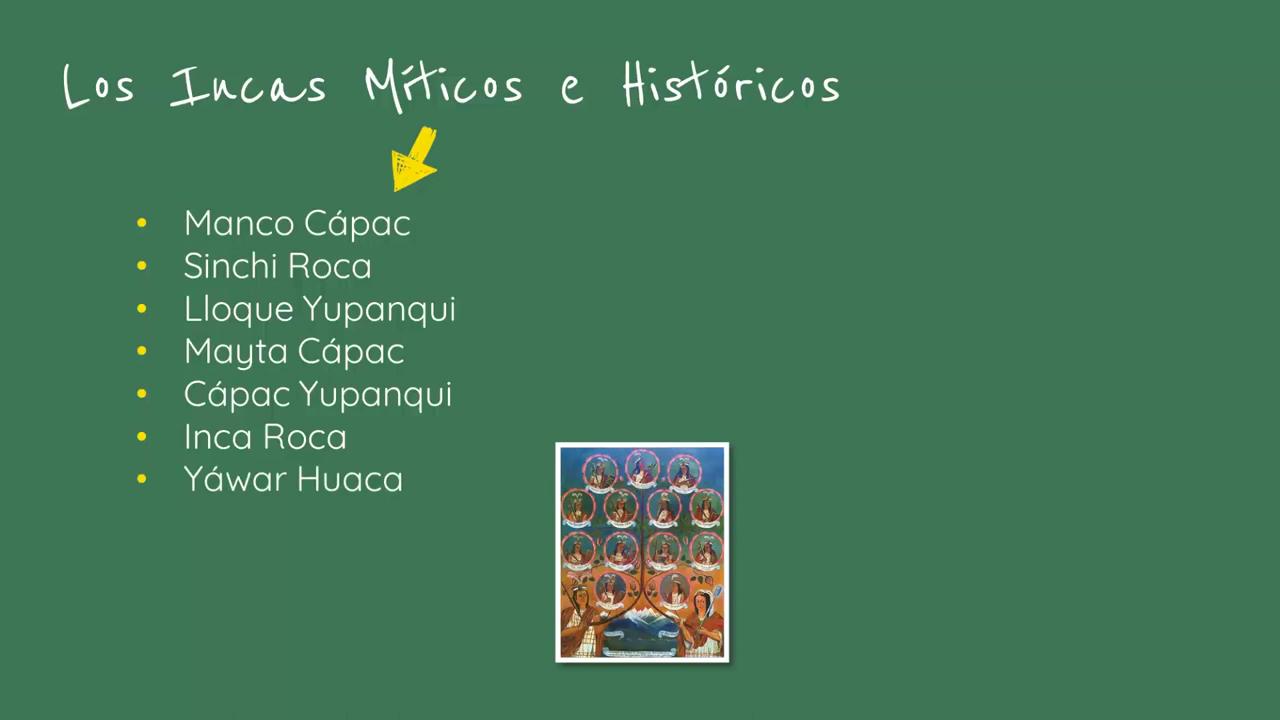 Los Incas Míticos e Históricos
• Manco Cápac
• Sinchi Roca
• Lloque Yupanqui
• Mayta Cápac
• Cápac Yupanqui
• Inca Roca
• Yáwar Huaca